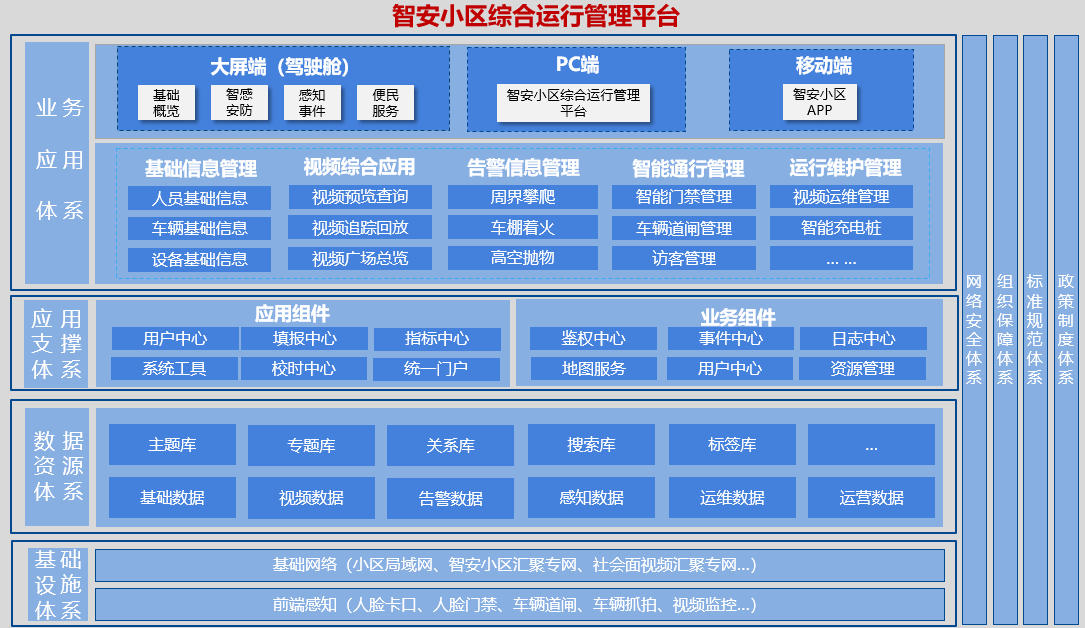 智安小区综合运行管理平台
业务
应用
体系
大屏端（驾驶舱）
基础
概览
智感
安防
感知
事件
便民
服务
PC端
智安小区综合运行管理
平台
移动端
智安小区
APP
基础信息管理
人员基础信息
车辆基础信息
设备基础信息
视频综合应用
视频预览查询
视频追踪回放
视频广场总览
告警信息管理
周界攀爬
车棚着火
高空抛物
智能通行管理
智能门禁管理
车辆道闸管理
访客管理
运行维护管理
视频运维管理
智能充电桩
... ...
应用
支撑
体系
应用组件
用户中心
填报中心
指标中心
系统工具
校时中心
统一门户
业务组件
鉴权中心
事件中心
日志中心
地图服务
用户中心
资源管理
数据
资源
体系
主题库
专题库
关系库
搜索库
标签库
...
基础数据
视频数据
告警数据
感知数据
运维数据
运营数据
基础
设施
体系
基础网络（小区局域网、智安小区汇聚专网、社会面视频汇聚专网...）
前端感知（人脸卡口、人脸门禁、车辆道闸、车辆抓拍、视频监控...）
网络安全体系
组织保障体系
标准规范体系
政策制度体系